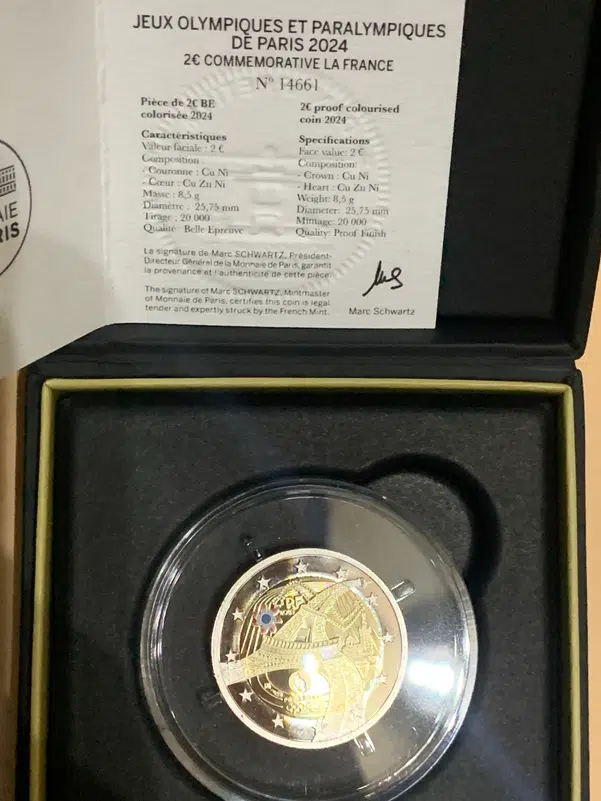 JEUX OLYMPIQUES ET PARALYMPIQUES
DE PARIS 2024
2€ COMMEMORATIVE LA FRANCE
N° 14661
Pièce de 2€ BE
colorisée 2024
Caractéristiques
Valeur faciale : 2 €
Composition :
- Couronne : Cu Ni
- Cœur : Cu Zn Ni
Masse : 8,5 g
Diamètre : 25,75 mm
Tirage : 20 000
Qualité : Belle Epreuve
2€ proof colourised
coin 2024
Specifications
Face value: 2 €
Composition:
- Crown : Cu Ni
- Heart : Cu Zn Ni
Weight: 8,5 g
Diameter: 25,75 mm
Mintage: 20 000
Quality: Proof Finish
La signature de Marc SCHWARTZ, Président-
Directeur Général de la Monnaie de Paris, garantit
la provenance et l'authenticité de cette pièce.
The signature of Marc SCHWARTZ, Mintmaster
of Monnaie de Paris, certifies this coin is legal
tender and expertly struck by the French Mint.
Marc Schwartz
AIE
RIS
RF